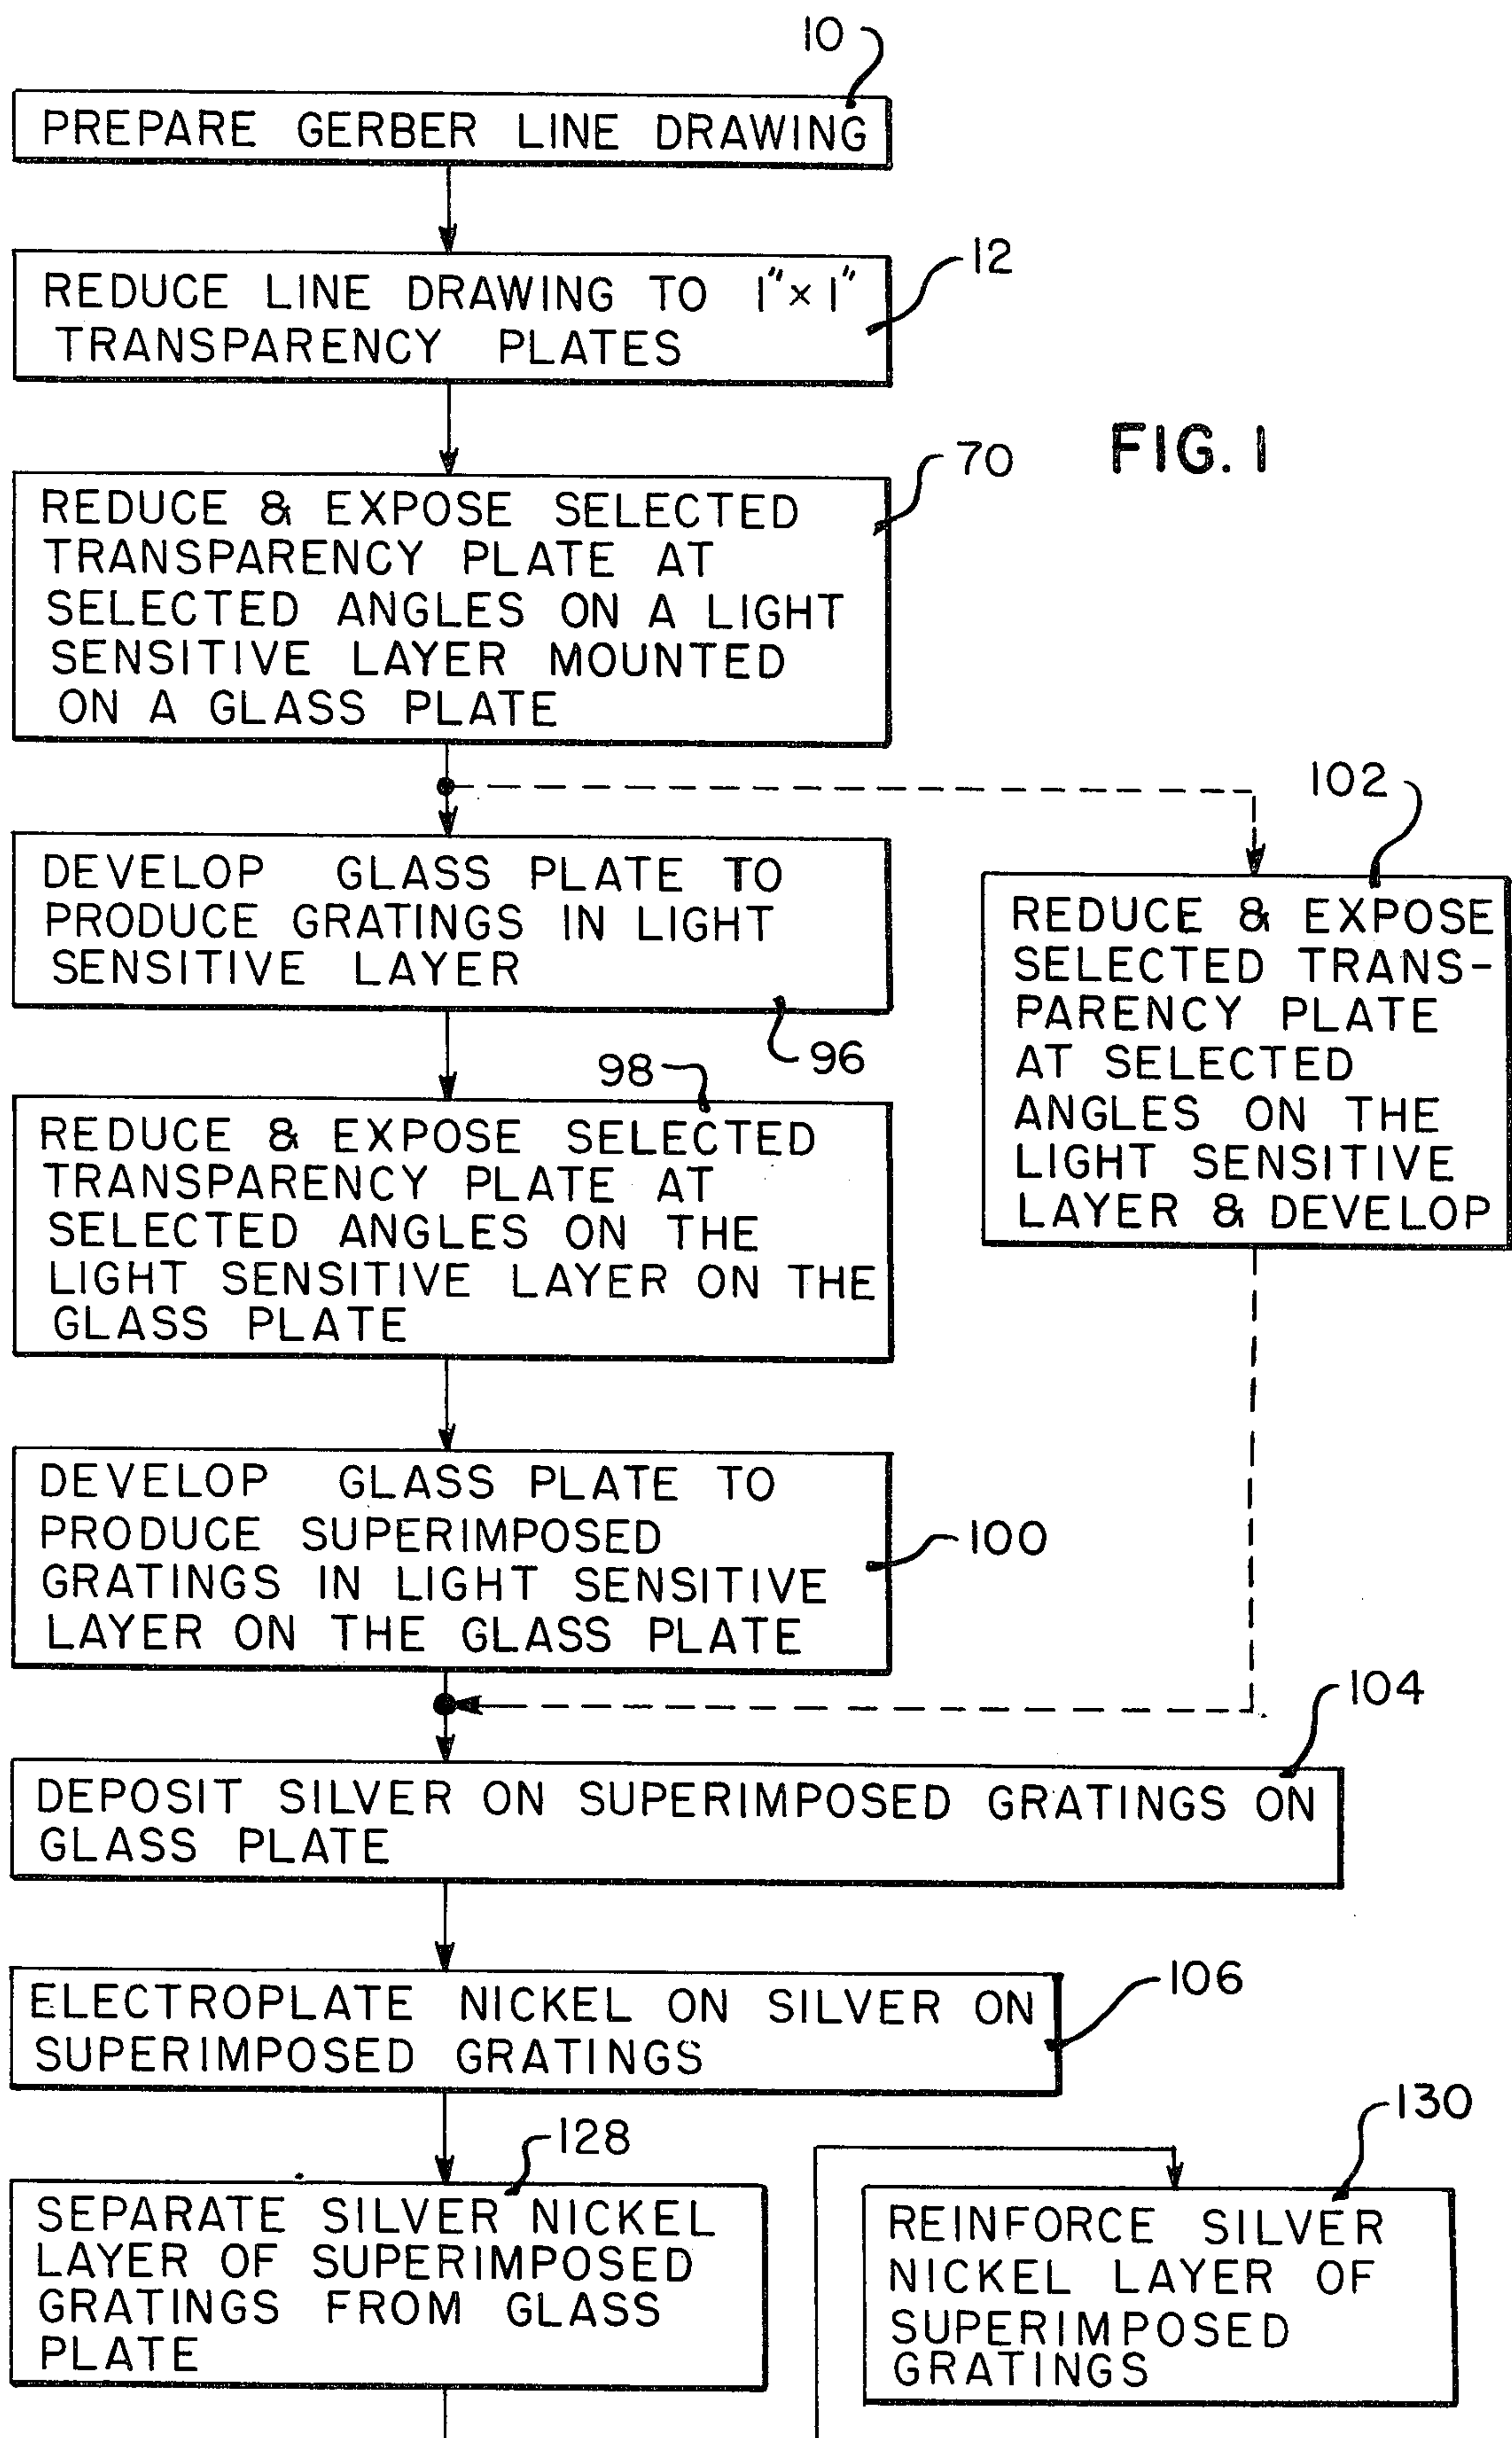 10
PREPARE GERBER LINE DRAWING
12
REDUCE LINE DRAWING TO 1"×1"
TRANSPARENCY PLATES
FIG. 1
70
REDUCE & EXPOSE SELECTED
TRANSPARENCY PLATE AT
SELECTED ANGLES ON A LIGHT
SENSITIVE LAYER MOUNTED
ON A GLASS PLATE
102
REDUCE & EXPOSE
SELECTED TRANS-
PARENCY PLATE
AT SELECTED
ANGLES ON THE
LIGHT SENSITIVE
LAYER & DEVELOP
DEVELOP GLASS PLATE TO
PRODUCE GRATINGS IN LIGHT
SENSITIVE LAYER
96
98
REDUCE & EXPOSE SELECTED
TRANSPARENCY PLATE AT
SELECTED ANGLES ON THE
LIGHT SENSITIVE LAYER ON THE
GLASS PLATE
DEVELOP GLASS PLATE TO
PRODUCE SUPERIMPOSED
GRATINGS IN LIGHT SENSITIVE
LAYER ON THE GLASS PLATE
100
104
DEPOSIT SILVER ON SUPERIMPOSED GRATINGS ON
GLASS PLATE
106
ELECTROPLATE NICKEL ON SILVER ON
SUPERIMPOSED GRATINGS
128
SEPARATE SILVER NICKEL
LAYER OF SUPERIMPOSED
GRATINGS FROM GLASS
PLATE
130
REINFORCE SILVER
NICKEL LAYER OF
SUPERIMPOSED
GRATINGS